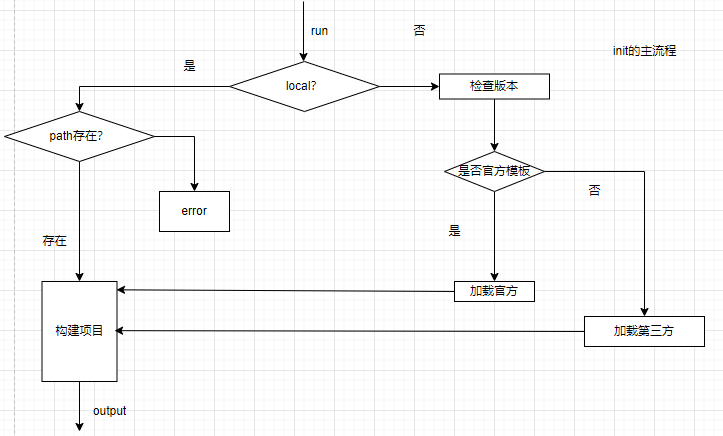 run
否
init的主流程
是
local?
检查版本
path存在?
是否官方模板
否
error
是
存在
加载官方
构建项目
加载第三方
output